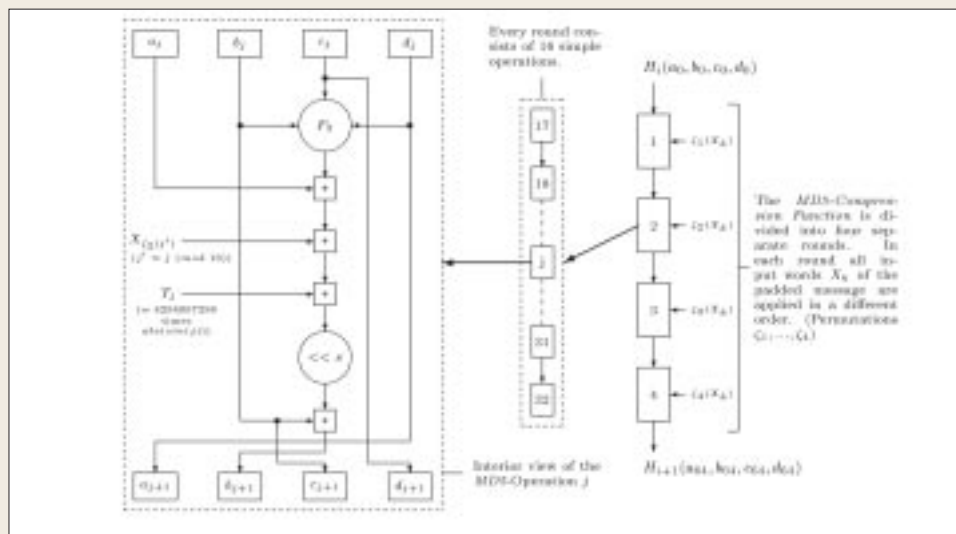 a_j b_j c_j d_j
Every round con-
sists of 16 simple
operations.
H_i(a_0, b_0, c_0, d_0)
F_2
17
18
j
31
32
1
2
3
4
ζ_1(X_k)
ζ_2(X_k)
ζ_3(X_k)
ζ_4(X_k)
+
X_{ζ_2(j')}
+
T_j
+
times
<< s
+
The MD5-Compres-
sion Function is di-
vided into four sep-
arate rounds. In
each round all in-
put words X_k of the
padded message are
applied in a different
order. (Permutations
ζ_1,...,ζ_4)
a_{j+1} b_{j+1} c_{j+1} d_{j+1}
Interior view of the
MD5-Operation j
H_{i+1}(a_64, b_64, c_64, d_64)